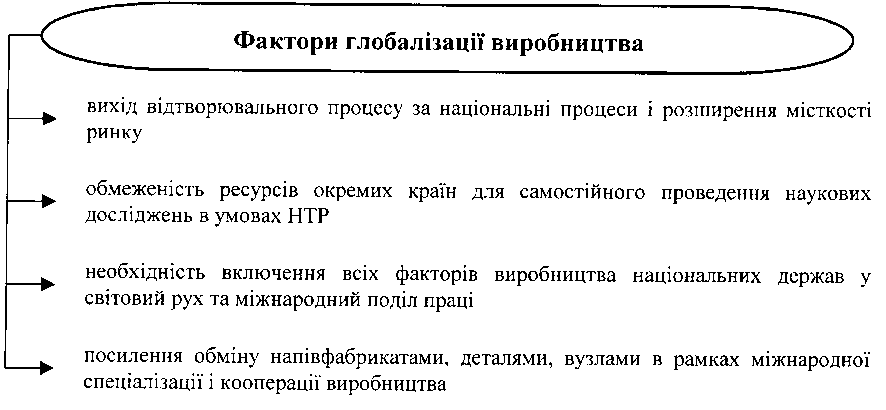 Фактори глобалізації виробництва
вихід відтворювального процесу за національні процеси і розширення місткості
ринку
обмеженість ресурсів окремих країн для самостійного проведення наукових
досліджень в умовах НТР
необхідність включення всіх факторів виробництва національних держав у
світовий рух та міжнародний поділ праці
посилення обміну напівфабрикатами, деталями, вузлами в рамках міжнародної
спеціалізації і кооперації виробництва